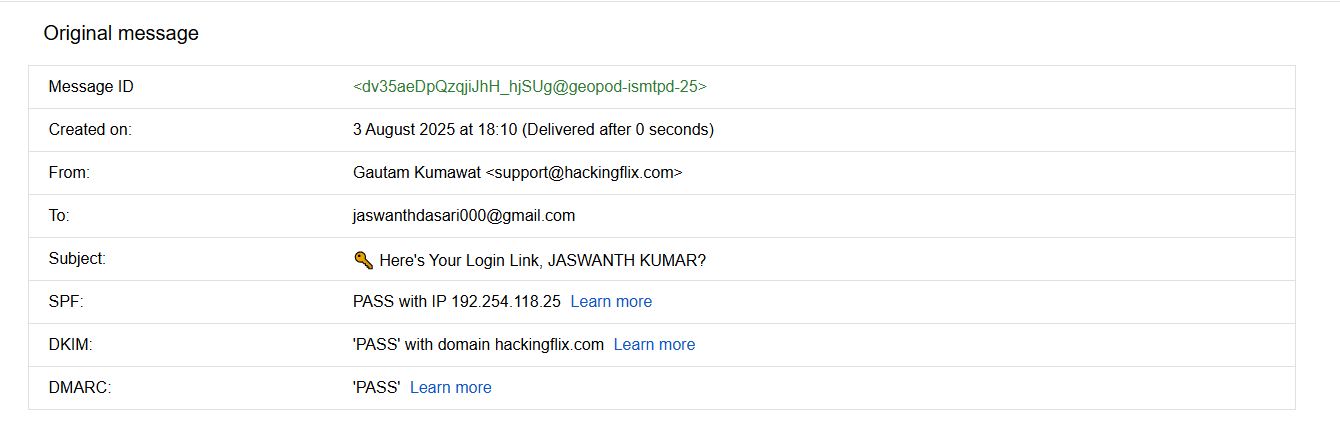 Original message
Message ID <dv35aeDpQzqjiJhH_hjSUg@geopod-ismtpd-25>
Created on: 3 August 2025 at 18:10 (Delivered after 0 seconds)
From: Gautam Kumawat <support@hackingflix.com>
To: jaswanthdasari000@gmail.com
Subject: 🔑 Here's Your Login Link, JASWANTH KUMAR?
SPF: PASS with IP 192.254.118.25 Learn more
DKIM: 'PASS' with domain hackingflix.com Learn more
DMARC: 'PASS' Learn more